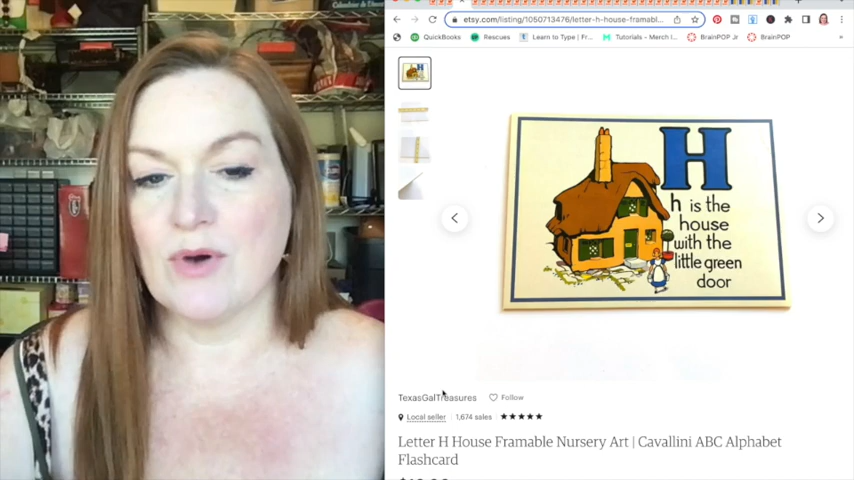 etsy.com/listing/1050713476/letter-h-house-framabl...
QuickBooks
Rescues
Learn to Type | Fr...
Tutorials - Merch I...
BrainPOP Jr
BrainPOP
H
h is the
house
with the
little green
door
TexasGalTreasures
Follow
Local seller
1,674 sales
Letter H House Framable Nursery Art | Cavallini ABC Alphabet
Flashcard